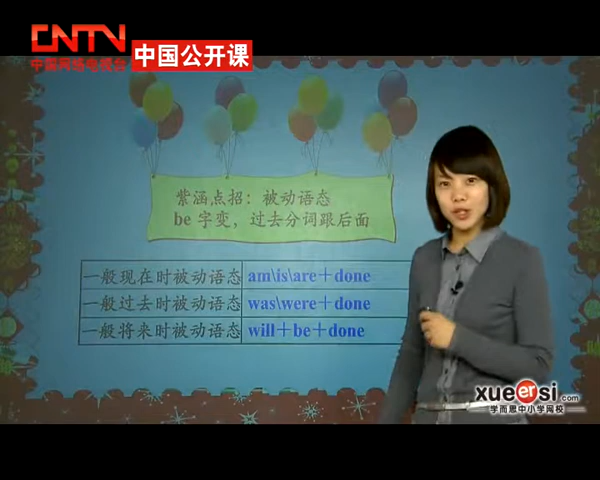 CNTV
中国网络电视台
中国公开课
紫涵点招：被动语态
be 字变，过去分词跟后面
一般现在时被动语态 am\is\are＋done
一般过去时被动语态 was\were＋done
一般将来时被动语态 will＋be＋done
xueersi.com
学而思中小学网校